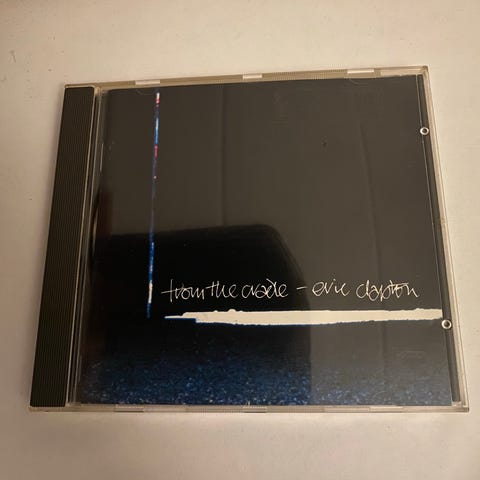 from the cradle - eric clapton